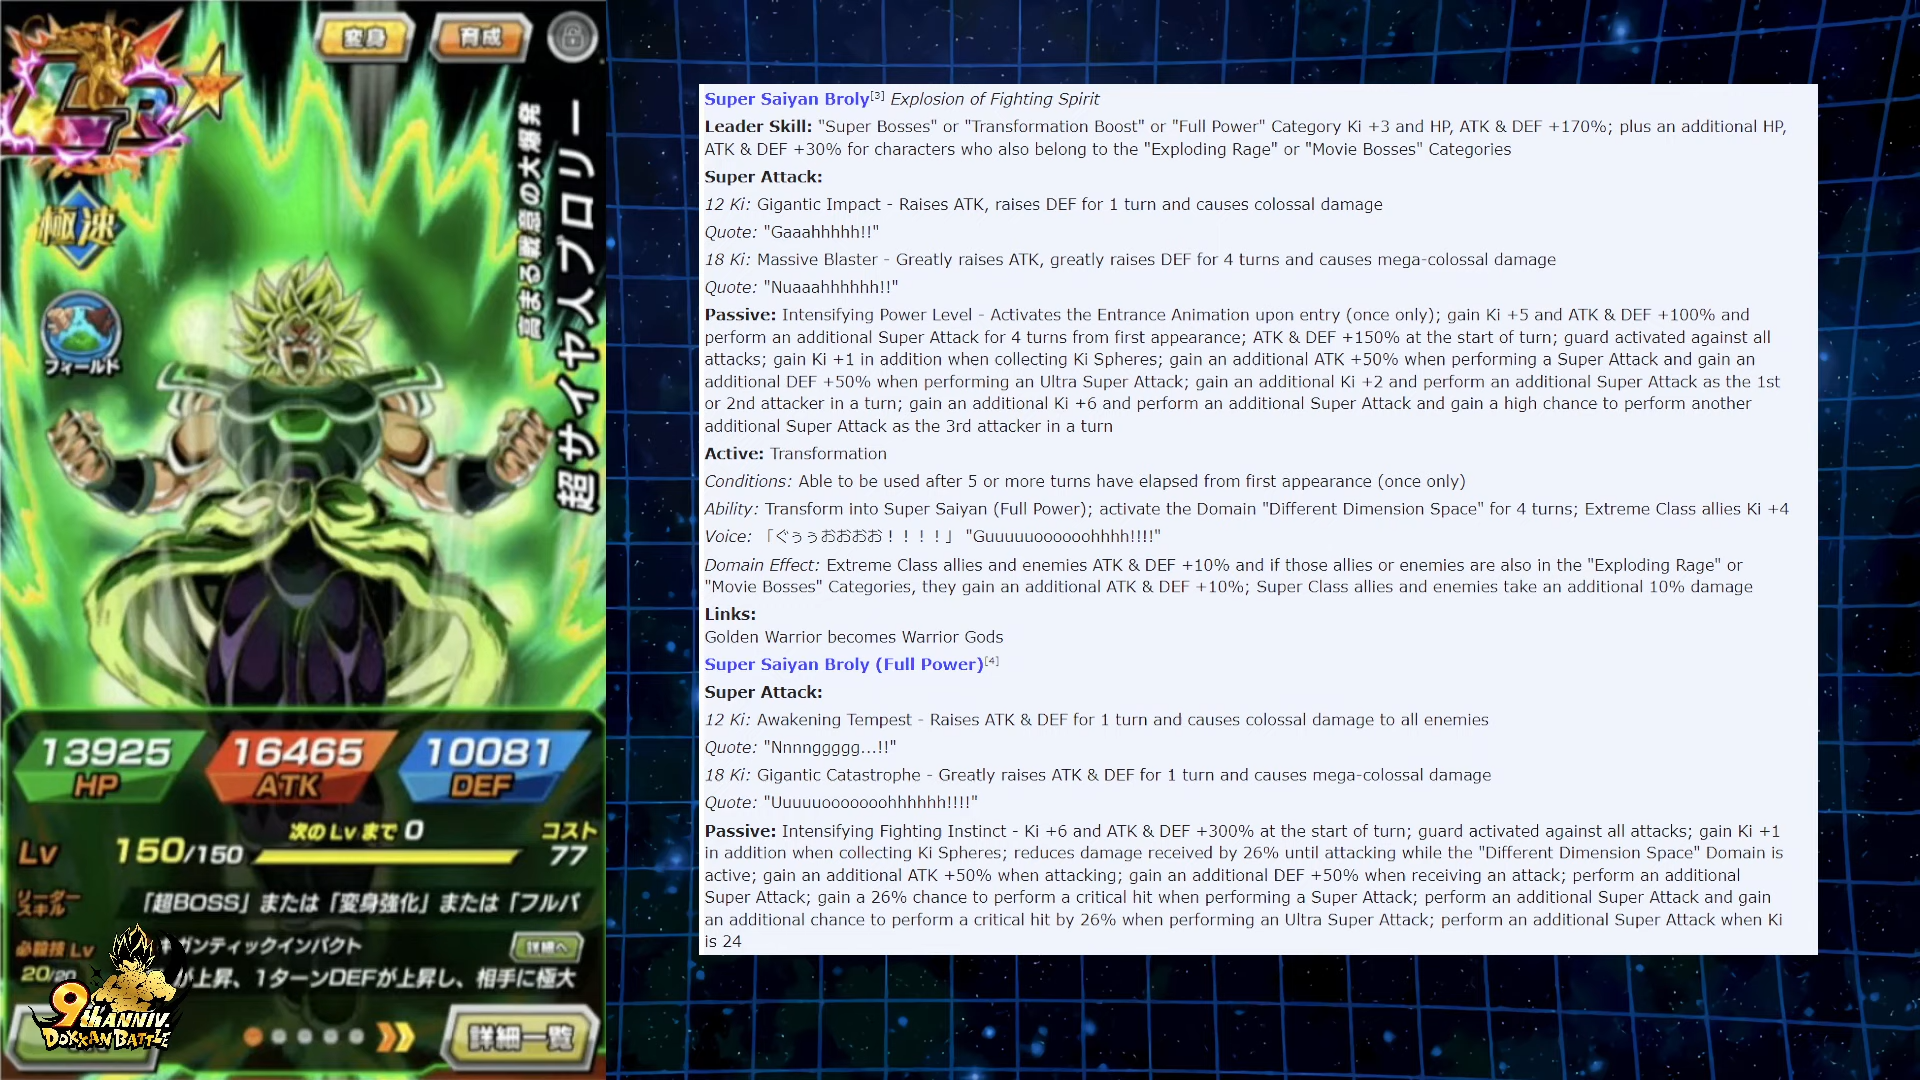 変身
育成
LR
極速
フィールド
高まる戦意の大爆発
超サイヤ人ブロリー
13925
HP
16465
ATK
10081
DEF
次のLvまで 0
コスト
Lv 150/150
77
リーダースキル
「超BOSS」または「変身強化」または「フルパ
必殺技 Lv
ガンティックインパクト
詳細へ
20/20
が上昇、1ターンDEFが上昇し、相手に極大
9th ANNIV.
DOKKAN BATTLE
詳細一覧
Super Saiyan Broly[3] Explosion of Fighting Spirit
Leader Skill: "Super Bosses" or "Transformation Boost" or "Full Power" Category Ki +3 and HP, ATK & DEF +170%; plus an additional HP,
ATK & DEF +30% for characters who also belong to the "Exploding Rage" or "Movie Bosses" Categories
Super Attack:
12 Ki: Gigantic Impact - Raises ATK, raises DEF for 1 turn and causes colossal damage
Quote: "Gaaahhhhh!!"
18 Ki: Massive Blaster - Greatly raises ATK, greatly raises DEF for 4 turns and causes mega-colossal damage
Quote: "Nuaaahhhhhh!!"
Passive: Intensifying Power Level - Activates the Entrance Animation upon entry (once only); gain Ki +5 and ATK & DEF +100% and
perform an additional Super Attack for 4 turns from first appearance; ATK & DEF +150% at the start of turn; guard activated against all
attacks; gain Ki +1 in addition when collecting Ki Spheres; gain an additional ATK +50% when performing a Super Attack and gain an
additional DEF +50% when performing an Ultra Super Attack; gain an additional Ki +2 and perform an additional Super Attack as the 1st
or 2nd attacker in a turn; gain an additional Ki +6 and perform an additional Super Attack and gain a high chance to perform another
additional Super Attack as the 3rd attacker in a turn
Active: Transformation
Conditions: Able to be used after 5 or more turns have elapsed from first appearance (once only)
Ability: Transform into Super Saiyan (Full Power); activate the Domain "Different Dimension Space" for 4 turns; Extreme Class allies Ki +4
Voice: 「ぐぅぅおおおお！！！！」 "Guuuuuoooooohhhh!!!!"
Domain Effect: Extreme Class allies and enemies ATK & DEF +10% and if those allies or enemies are also in the "Exploding Rage" or
"Movie Bosses" Categories, they gain an additional ATK & DEF +10%; Super Class allies and enemies take an additional 10% damage
Links:
Golden Warrior becomes Warrior Gods
Super Saiyan Broly (Full Power)[4]
Super Attack:
12 Ki: Awakening Tempest - Raises ATK & DEF for 1 turn and causes colossal damage to all enemies
Quote: "Nnnnggggg...!!"
18 Ki: Gigantic Catastrophe - Greatly raises ATK & DEF for 1 turn and causes mega-colossal damage
Quote: "Uuuuuooooooohhhhhh!!!!"
Passive: Intensifying Fighting Instinct - Ki +6 and ATK & DEF +300% at the start of turn; guard activated against all attacks; gain Ki +1
in addition when collecting Ki Spheres; reduces damage received by 26% until attacking while the "Different Dimension Space" Domain is
active; gain an additional ATK +50% when attacking; gain an additional DEF +50% when receiving an attack; perform an additional
Super Attack; gain a 26% chance to perform a critical hit when performing a Super Attack; perform an additional Super Attack and gain
an additional chance to perform a critical hit by 26% when performing an Ultra Super Attack; perform an additional Super Attack when Ki
is 24